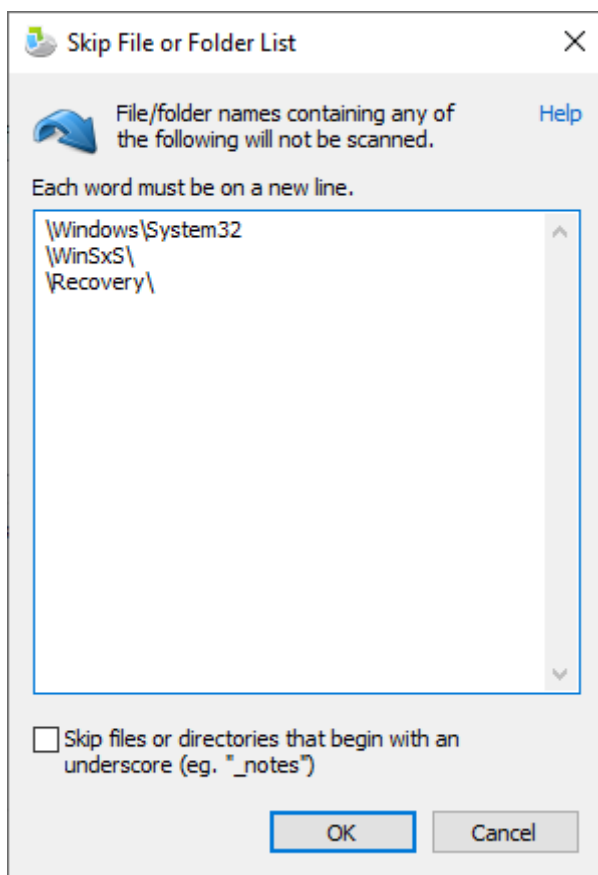 Skip File or Folder List
File/folder names containing any of
the following will not be scanned.
Help
Each word must be on a new line.
\Windows\System32
\WinSxS\
\Recovery\
Skip files or directories that begin with an
underscore (eg. "_notes")
OK
Cancel